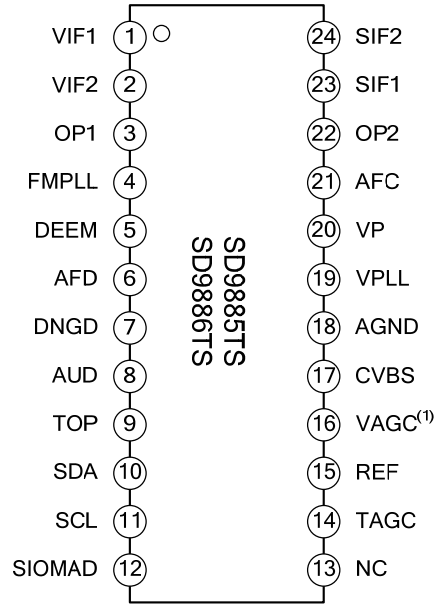 VIF1 1 24 SIF2
VIF2 2 23 SIF1
OP1 3 22 OP2
FMPLL 4 21 AFC
DEEM 5 20 VP
AFD 6 19 VPLL
DNGD 7 18 AGND
AUD 8 17 CVBS
TOP 9 16 VAGC(1)
SDA 10 15 REF
SCL 11 14 TAGC
SIOMAD 12 13 NC
SD9885TS
SD9886TS